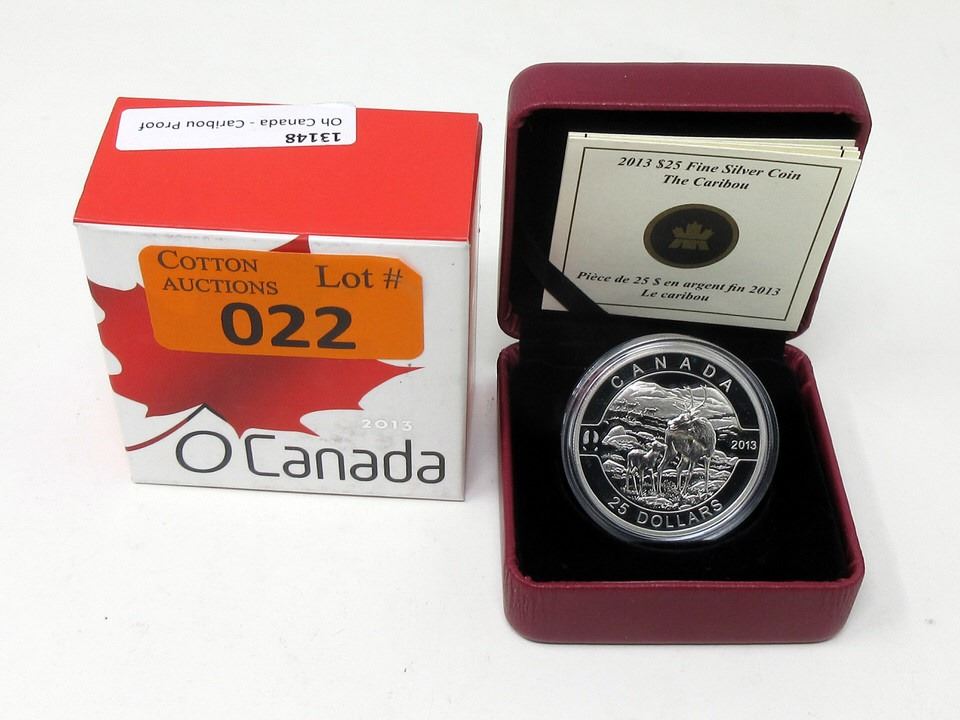 13148
Oh Canada - Caribou Proof
COTTON
AUCTIONS
Lot #
022
2013
O Canada
2013 $25 Fine Silver Coin
The Caribou
Pièce de 25 $ en argent fin 2013
Le caribou
CANADA
2013
25 DOLLARS